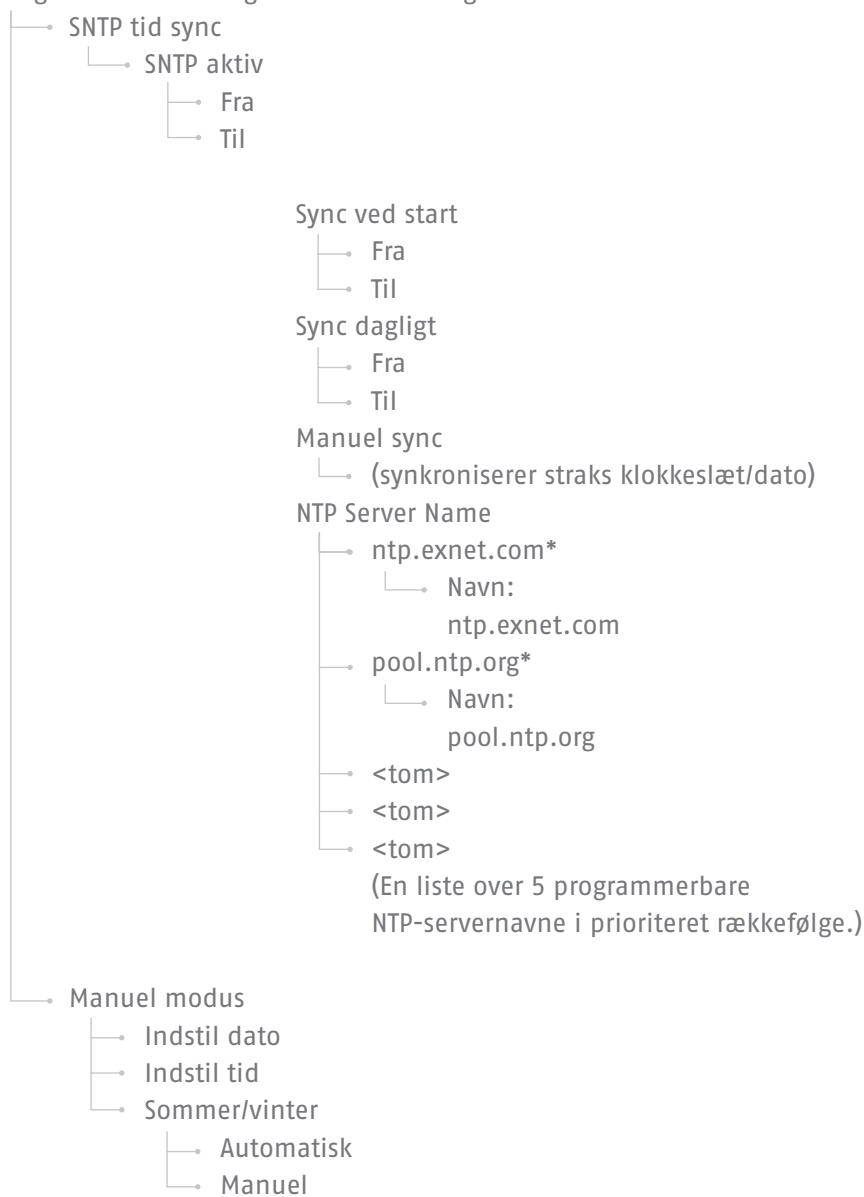 SNTP tid sync
SNTP aktiv
Fra
Til
Sync ved start
Fra
Til
Sync dagligt
Fra
Til
Manuel sync
(synkroniserer straks klokkeslæt/dato)
NTP Server Name
ntp.exnet.com*
Navn:
ntp.exnet.com
pool.ntp.org*
Navn:
pool.ntp.org
<tom>
<tom>
<tom>
(En liste over 5 programmerbare
NTP-servernavne i prioriteret rækkefølge.)
Manuel modus
Indstil dato
Indstil tid
Sommer/vinter
Automatisk
Manuel